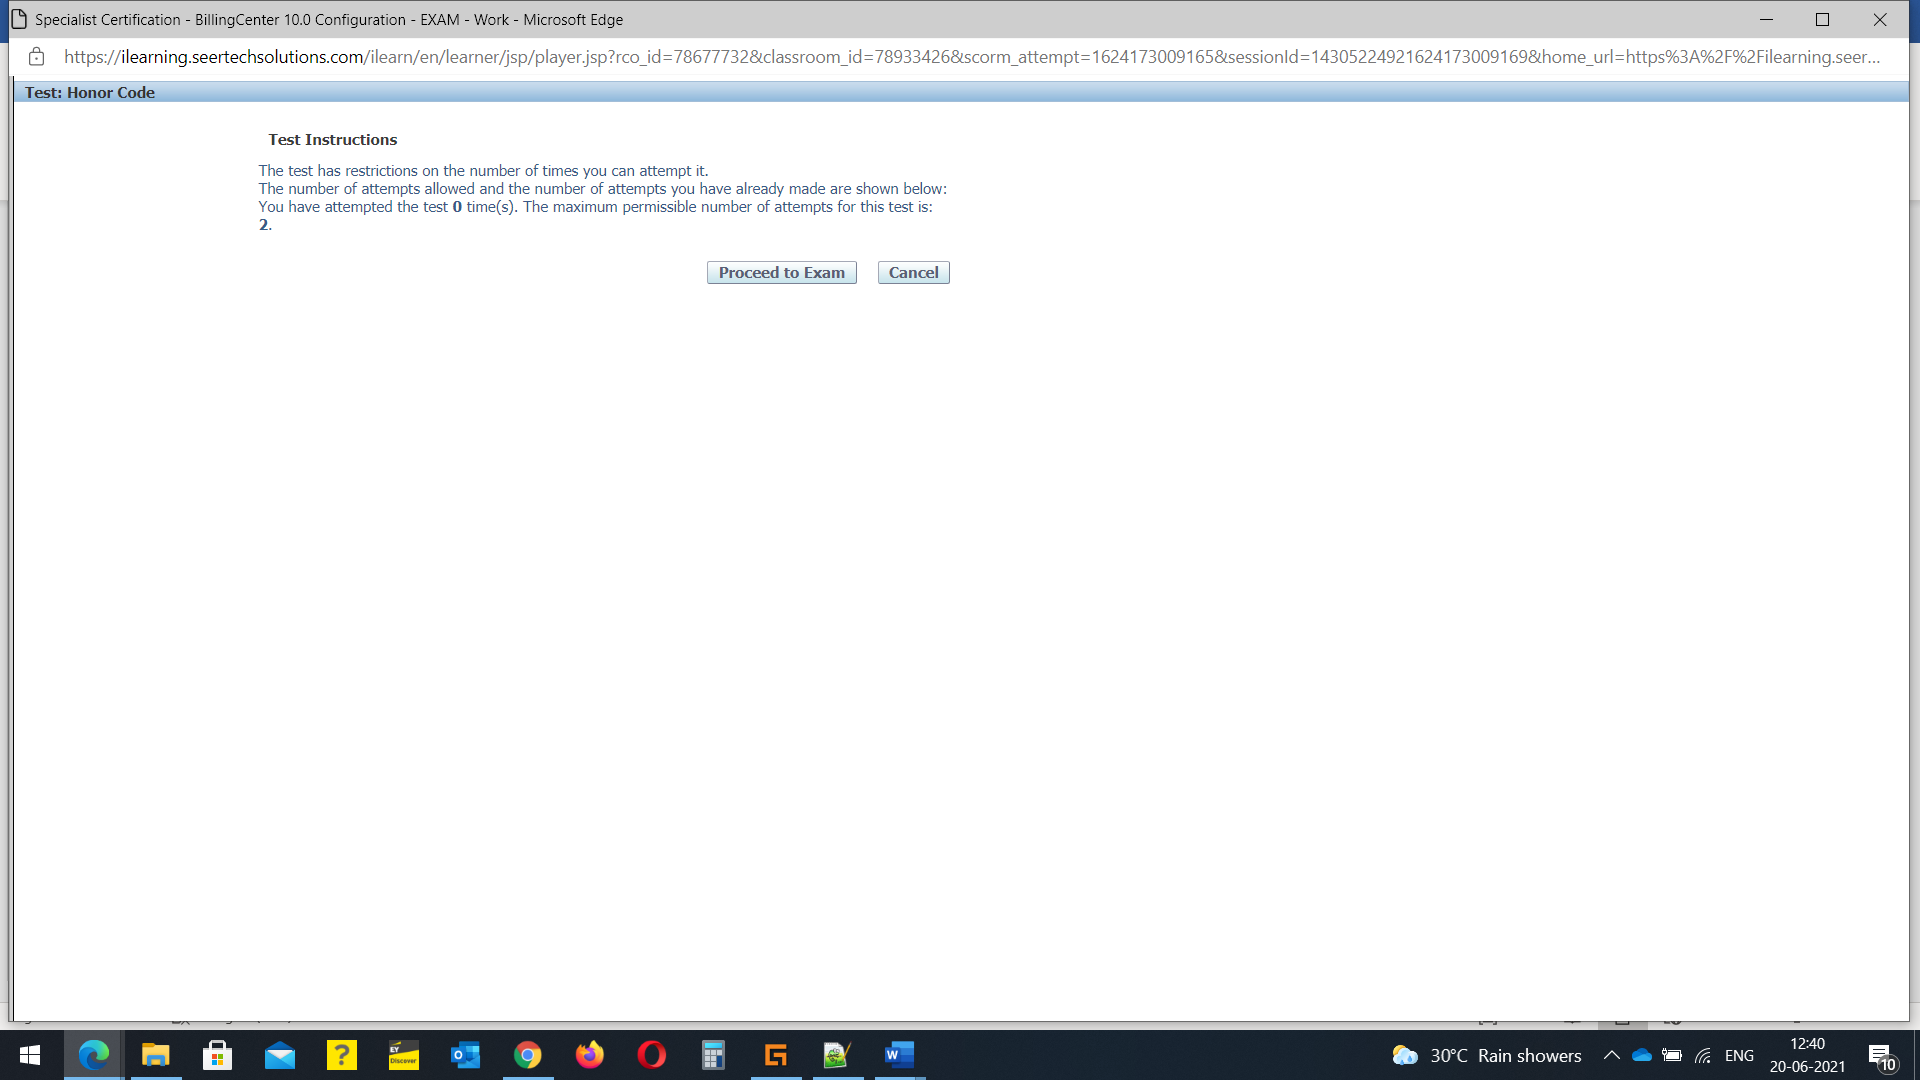 Specialist Certification - BillingCenter 10.0 Configuration - EXAM - Work - Microsoft Edge
https://ilearning.seertechsolutions.com/ilearn/en/learner/jsp/player.jsp?rco_id=78677732&classroom_id=78933426&scorm_attempt=1624173009165&sessionId=14305224921624173009169&home_url=https%3A%2F%2Filearning.seer...
Test: Honor Code
Test Instructions
The test has restrictions on the number of times you can attempt it.
The number of attempts allowed and the number of attempts you have already made are shown below:
You have attempted the test 0 time(s). The maximum permissible number of attempts for this test is:
2.
Proceed to Exam Cancel
EY
Discover
30°C Rain showers
ENG
12:40
20-06-2021
10